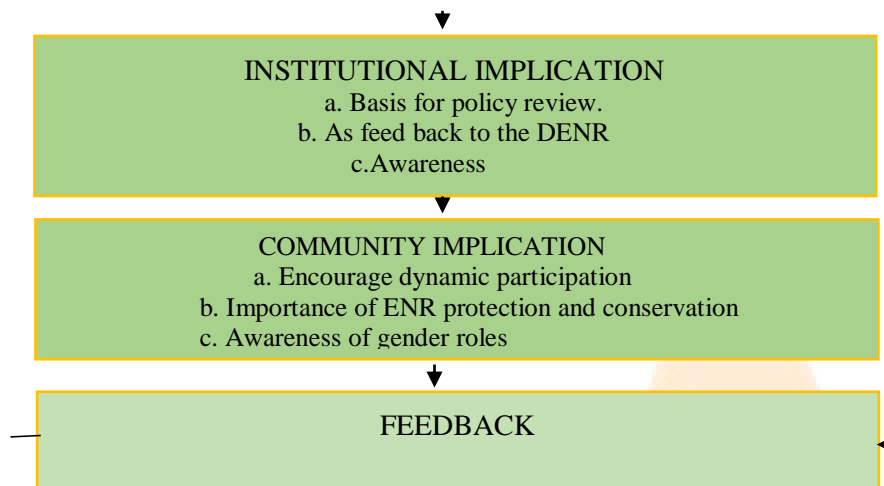 INSTITUTIONAL IMPLICATION
a. Basis for policy review.
b. As feed back to the DENR
c.Awareness
COMMUNITY IMPLICATION
a. Encourage dynamic participation
b. Importance of ENR protection and conservation
c. Awareness of gender roles
FEEDBACK